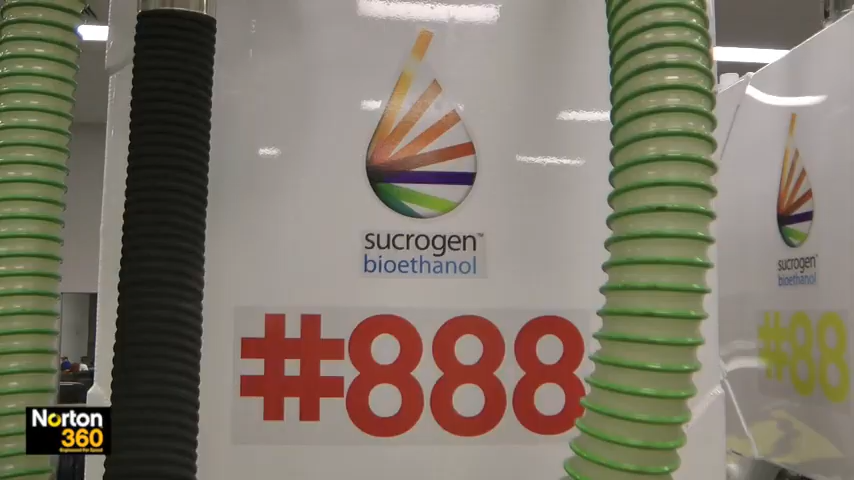 sucrogen™
bioethanol
#888
sucrogen
bioethanol
#88
Norton
360